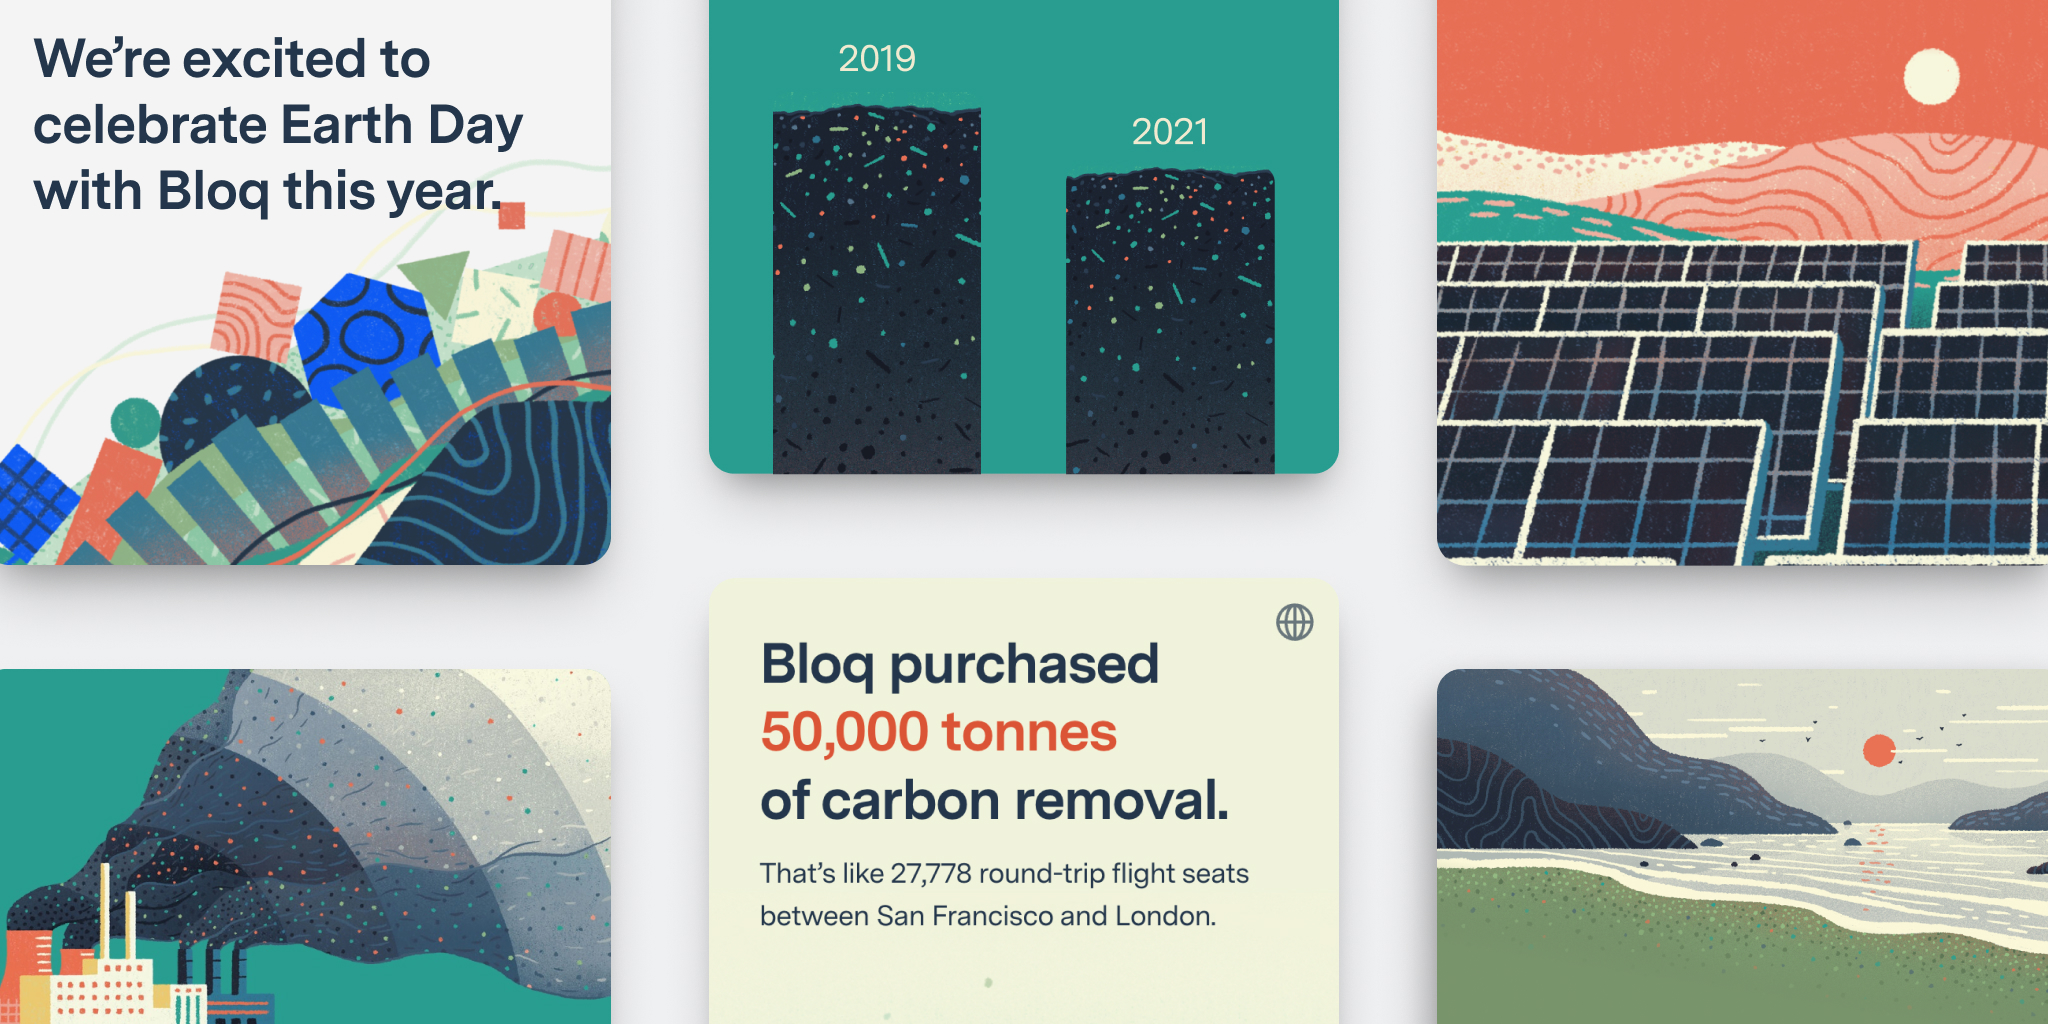 We’re excited to
celebrate Earth Day
with Bloq this year.
2019
2021
Bloq purchased
50,000 tonnes
of carbon removal.
That’s like 27,778 round-trip flight seats
between San Francisco and London.